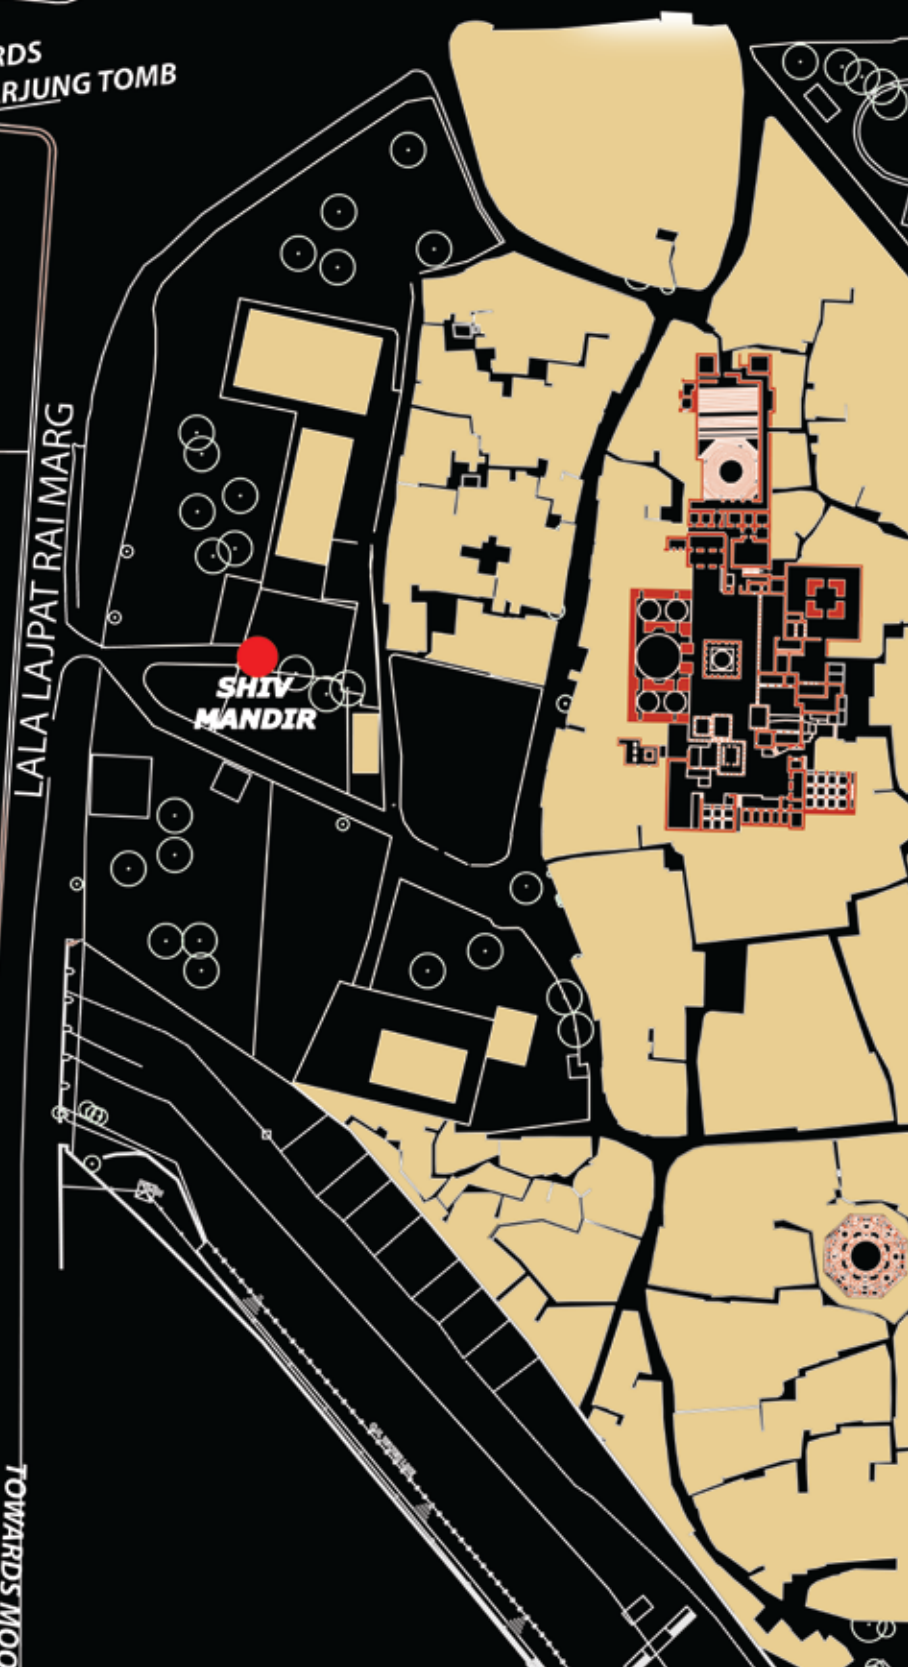 RDS
RJUNG TOMB
LALA LAJPAT RAI MARG
SHIV
MANDIR
TOWARDS MOO